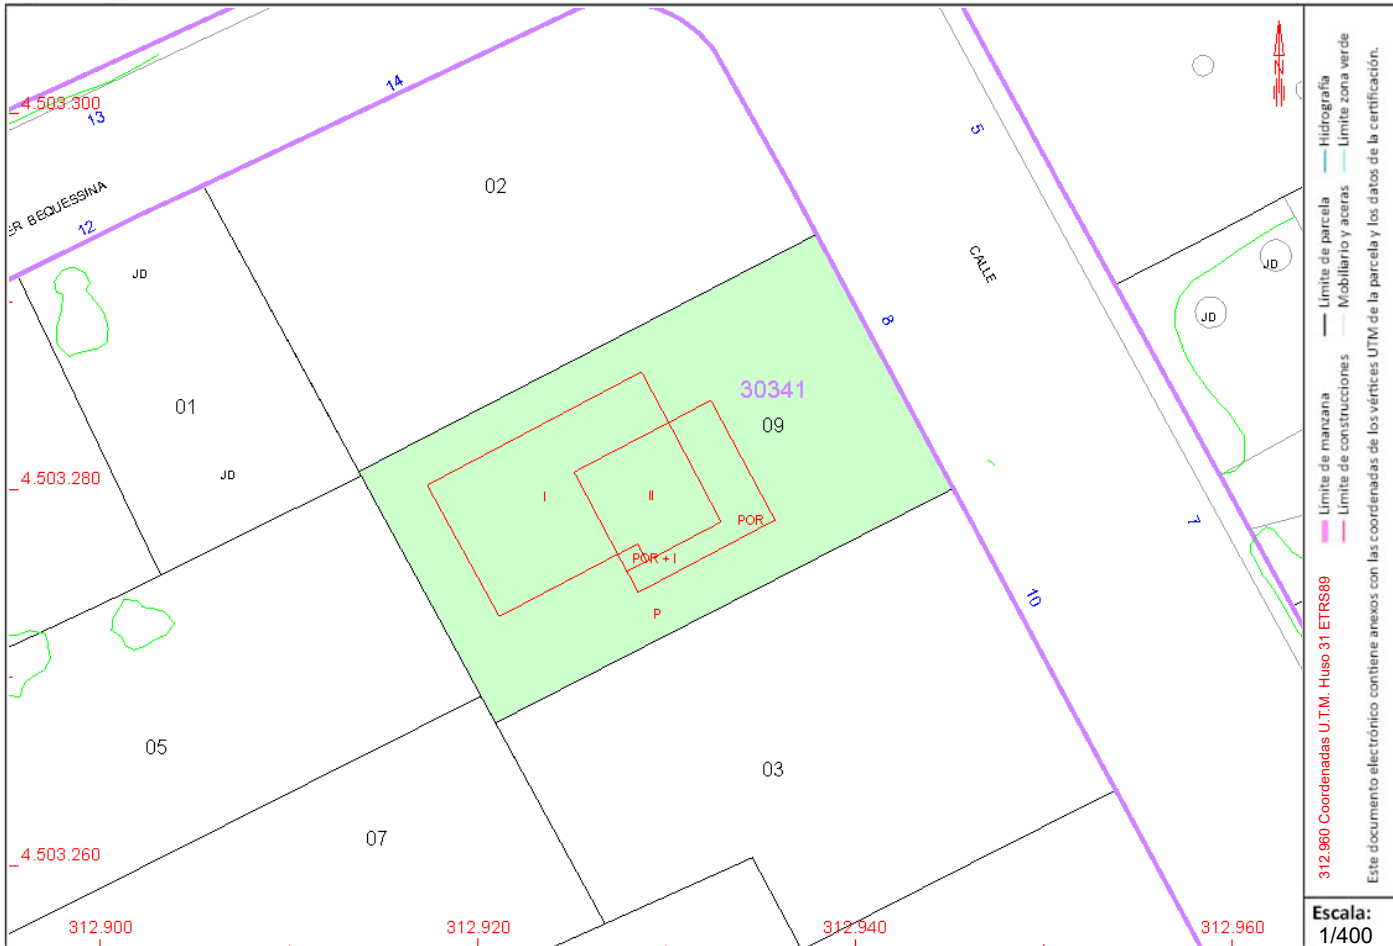 14
4.503.300
13
5
02
ER BEQUESSINA
12
JD
CALLE
JD
JD
8
30341
01
09
JD
4.503.280
I
II
POR
7
POR + I
10
P
05
03
07
4.503.260
312.900
312.920
312.940
312.960
N
Hidrografía
Límite zona verde
Límite de parcela
Mobiliario y aceras
Límite de manzana
Límite de construcciones
312.960 Coordenadas U.T.M. Huso 31 ETRS89
Este documento electrónico contiene anexos con las coordenadas de los vértices UTM de la parcela y los datos de la certificación.
Escala:
1/400